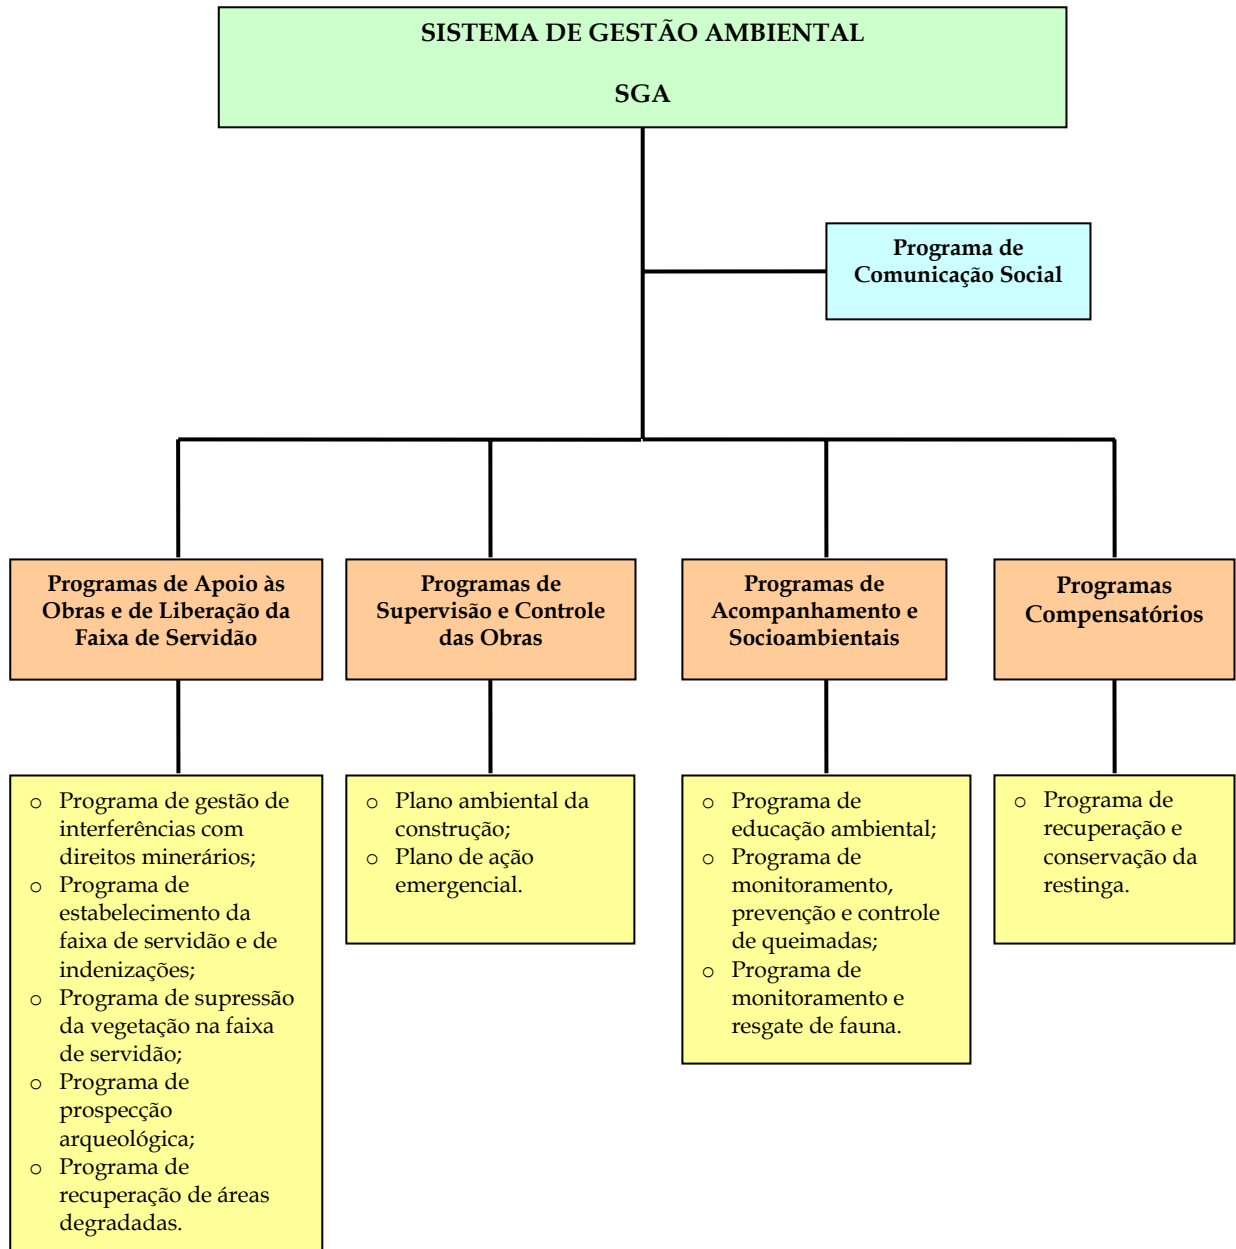 SISTEMA DE GESTÃO AMBIENTAL
SGA
Programa de
Comunicação Social
Programas de Apoio às
Obras e de Liberação da
Faixa de Servidão
Programas de
Supervisão e Controle
das Obras
Programas de
Acompanhamento e
Socioambientais
Programas
Compensatórios
o Programa de gestão de
interferências com
direitos minerários;
o Programa de
estabelecimento da
faixa de servidão e de
indenizações;
o Programa de supressão
da vegetação na faixa
de servidão;
o Programa de
prospecção
arqueológica;
o Programa de
recuperação de áreas
degradadas.
o Plano ambiental da
construção;
o Plano de ação
emergencial.
o Programa de
educação ambiental;
o Programa de
monitoramento,
prevenção e controle
de queimadas;
o Programa de
monitoramento e
resgate de fauna.
o Programa de
recuperação e
conservação da
restinga.